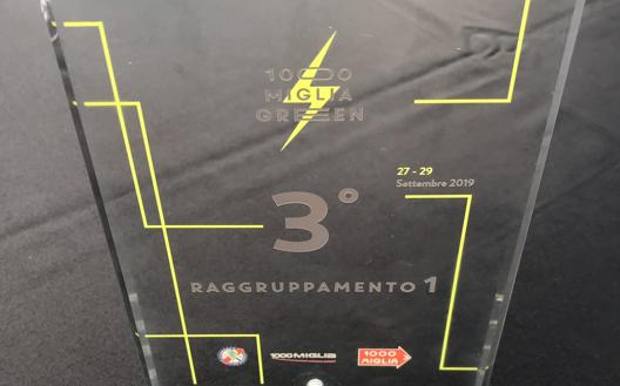 1000
MIGLIA
GREEN
27 - 29
Settembre 2019
3°
RAGGRUPPAMENTO 1
1000 MIGLIA
1000
MIGLIA